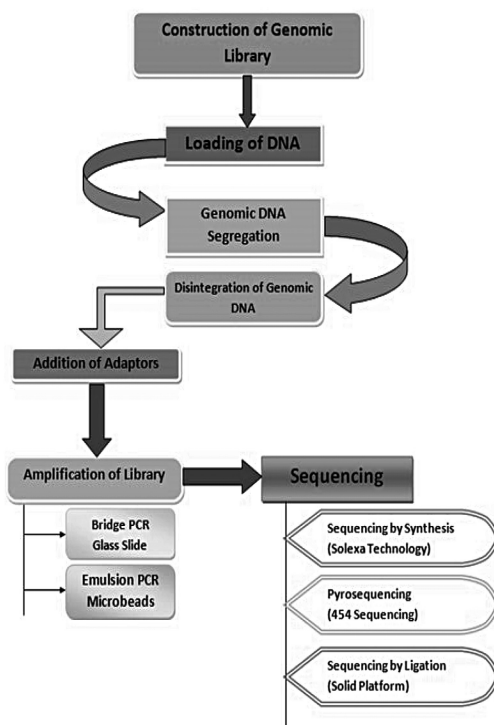 Construction of Genomic
Library
Loading of DNA
Genomic DNA
Segregation
Disintegration of Genomic
DNA
Addition of Adaptors
Amplification of Library
Sequencing
Bridge PCR
Glass Slide
Emulsion PCR
Microbeads
Sequencing by Synthesis
(Solexa Technology)
Pyrosequencing
(454 Sequencing)
Sequencing by Ligation
(Solid Platform)